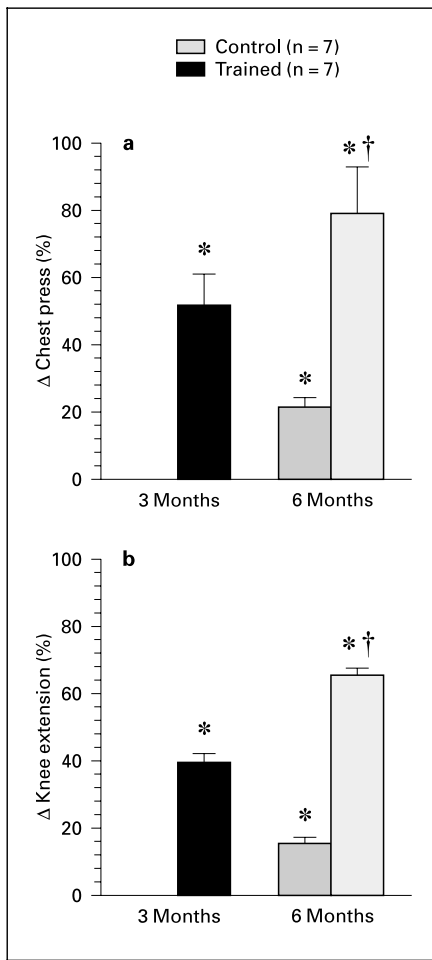 Control (n = 7)
Trained (n = 7)
a
Δ Chest press (%)
100
80
60
40
20
0
*
*
*†
3 Months 6 Months
b
Δ Knee extension (%)
100
80
60
40
20
0
*
*
*†
3 Months 6 Months